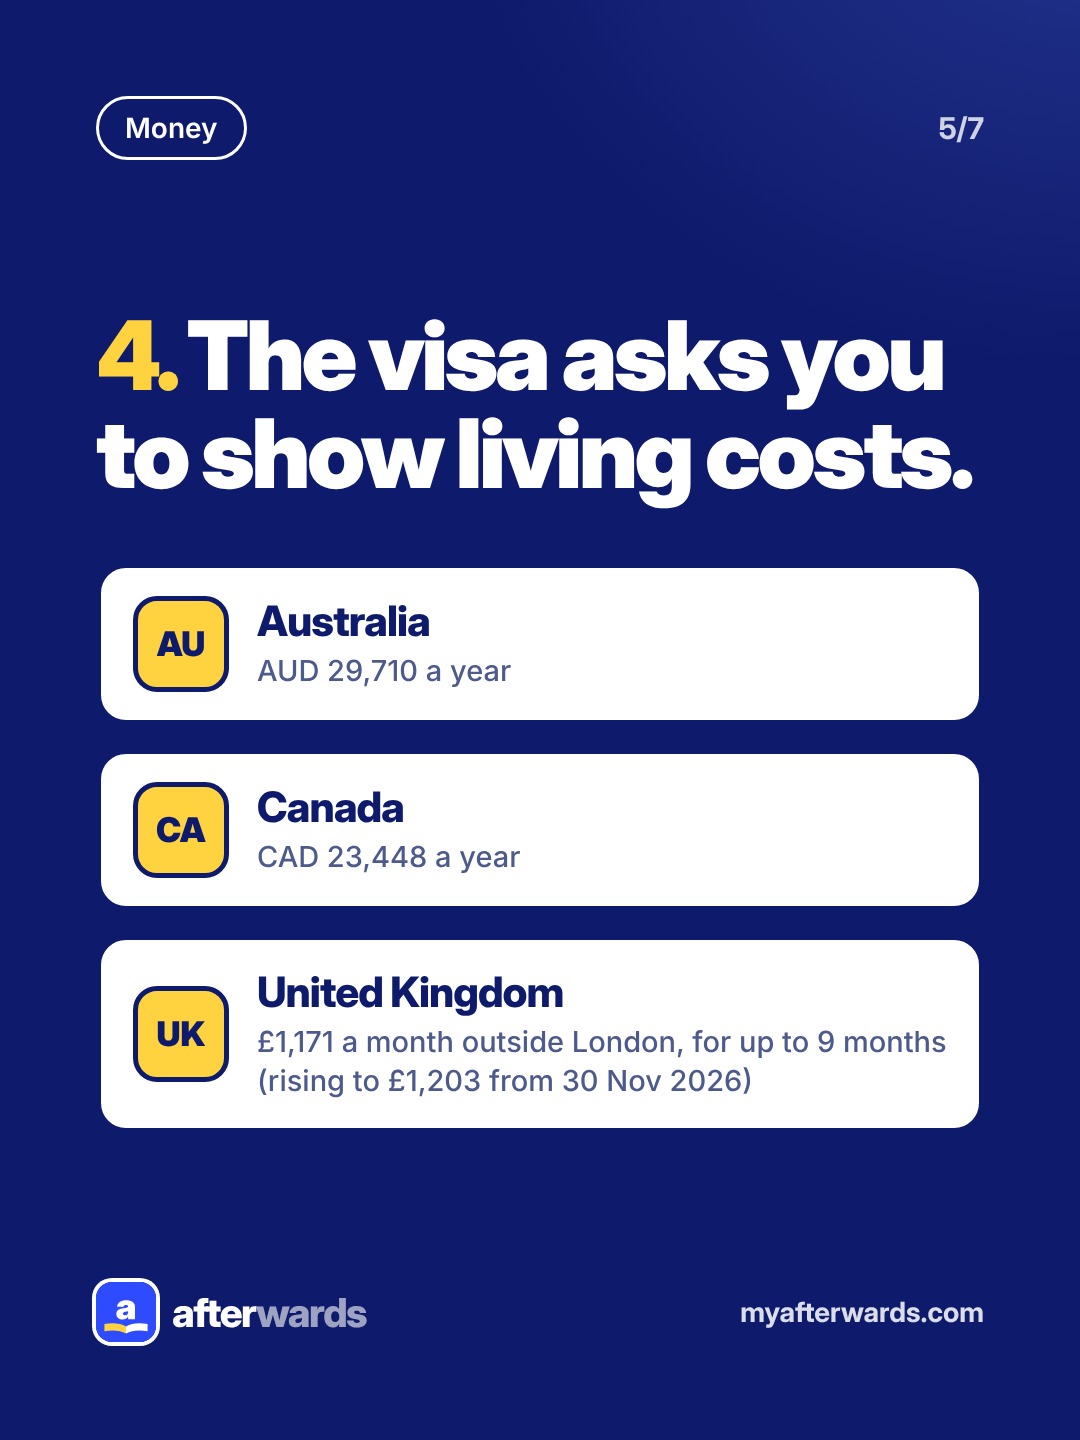 Money
5/7
4. The visa asks you
to show living costs.
AU
Australia
AUD 29,710 a year
CA
Canada
CAD 23,448 a year
UK
United Kingdom
£1,171 a month outside London, for up to 9 months
(rising to £1,203 from 30 Nov 2026)
a
afterwards
myafterwards.com